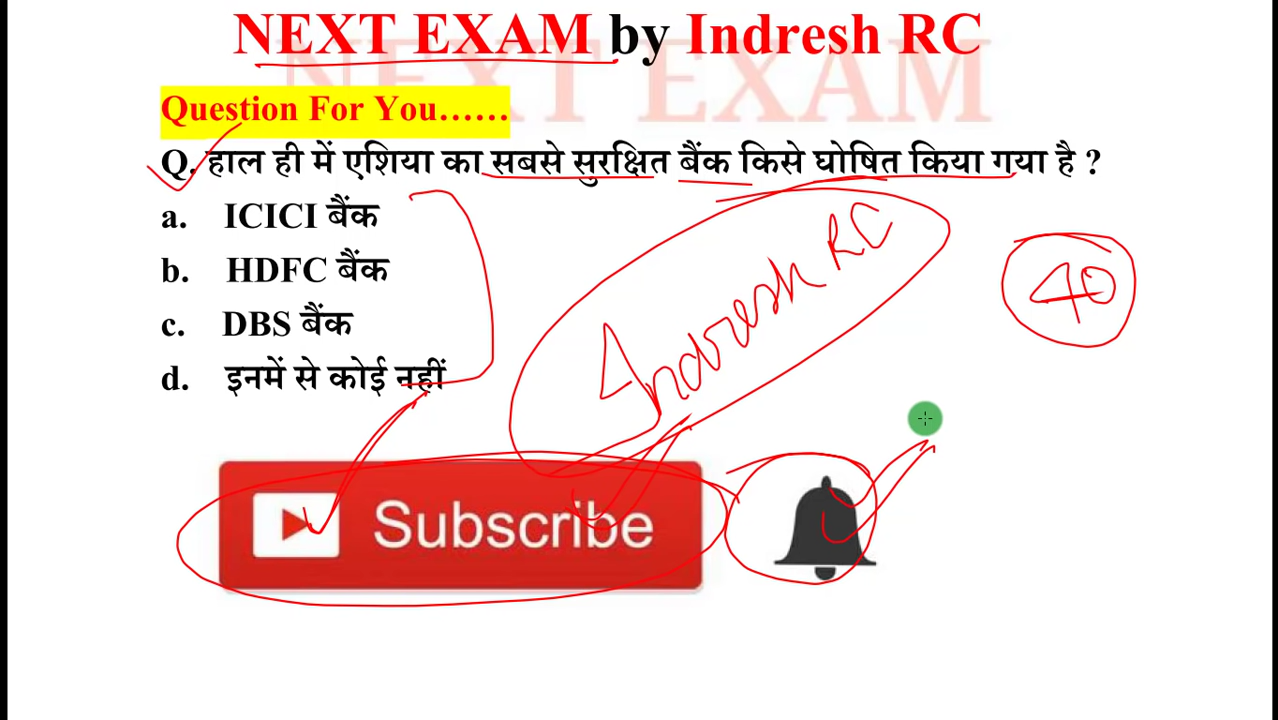 NEXT EXAM by Indresh RC
NEXT EXAM
Question For You......
Q. हाल ही में एशिया का सबसे सुरक्षित बैंक किसे घोषित किया गया है ?
a. ICICI बैंक
b. HDFC बैंक
c. DBS बैंक
d. इनमें से कोई नहीं
Indresh RC
40
Subscribe